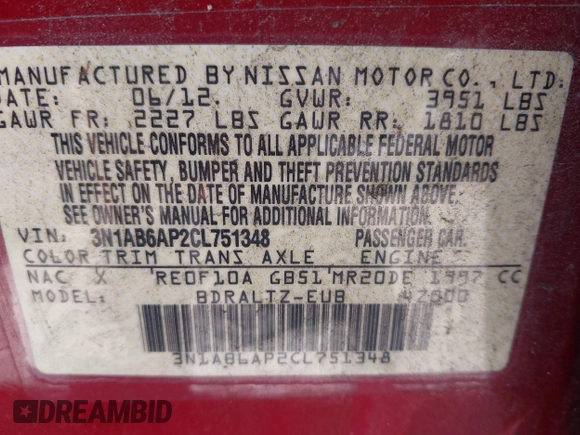 MANUFACTURED BY NISSAN MOTOR CO., LTD.
DATE: 06/12 GVWR: 3951 LBS
GAWR FR: 2227 LBS GAWR RR: 1810 LBS
THIS VEHICLE CONFORMS TO ALL APPLICABLE FEDERAL MOTOR
VEHICLE SAFETY, BUMPER AND THEFT PREVENTION STANDARDS
IN EFFECT ON THE DATE OF MANUFACTURE SHOWN ABOVE.
SEE OWNER'S MANUAL FOR ADDITIONAL INFORMATION.
VIN: 3N1AB6AP2CL751348 PASSENGER CAR
COLOR TRIM TRANS AXLE ENGINE
NAC X RE0F10A GB51 MR20DE 1997 CC
MODEL: BDRALTZ-EUB 4Z000
3N1AB6AP2CL751348
DREAMBID